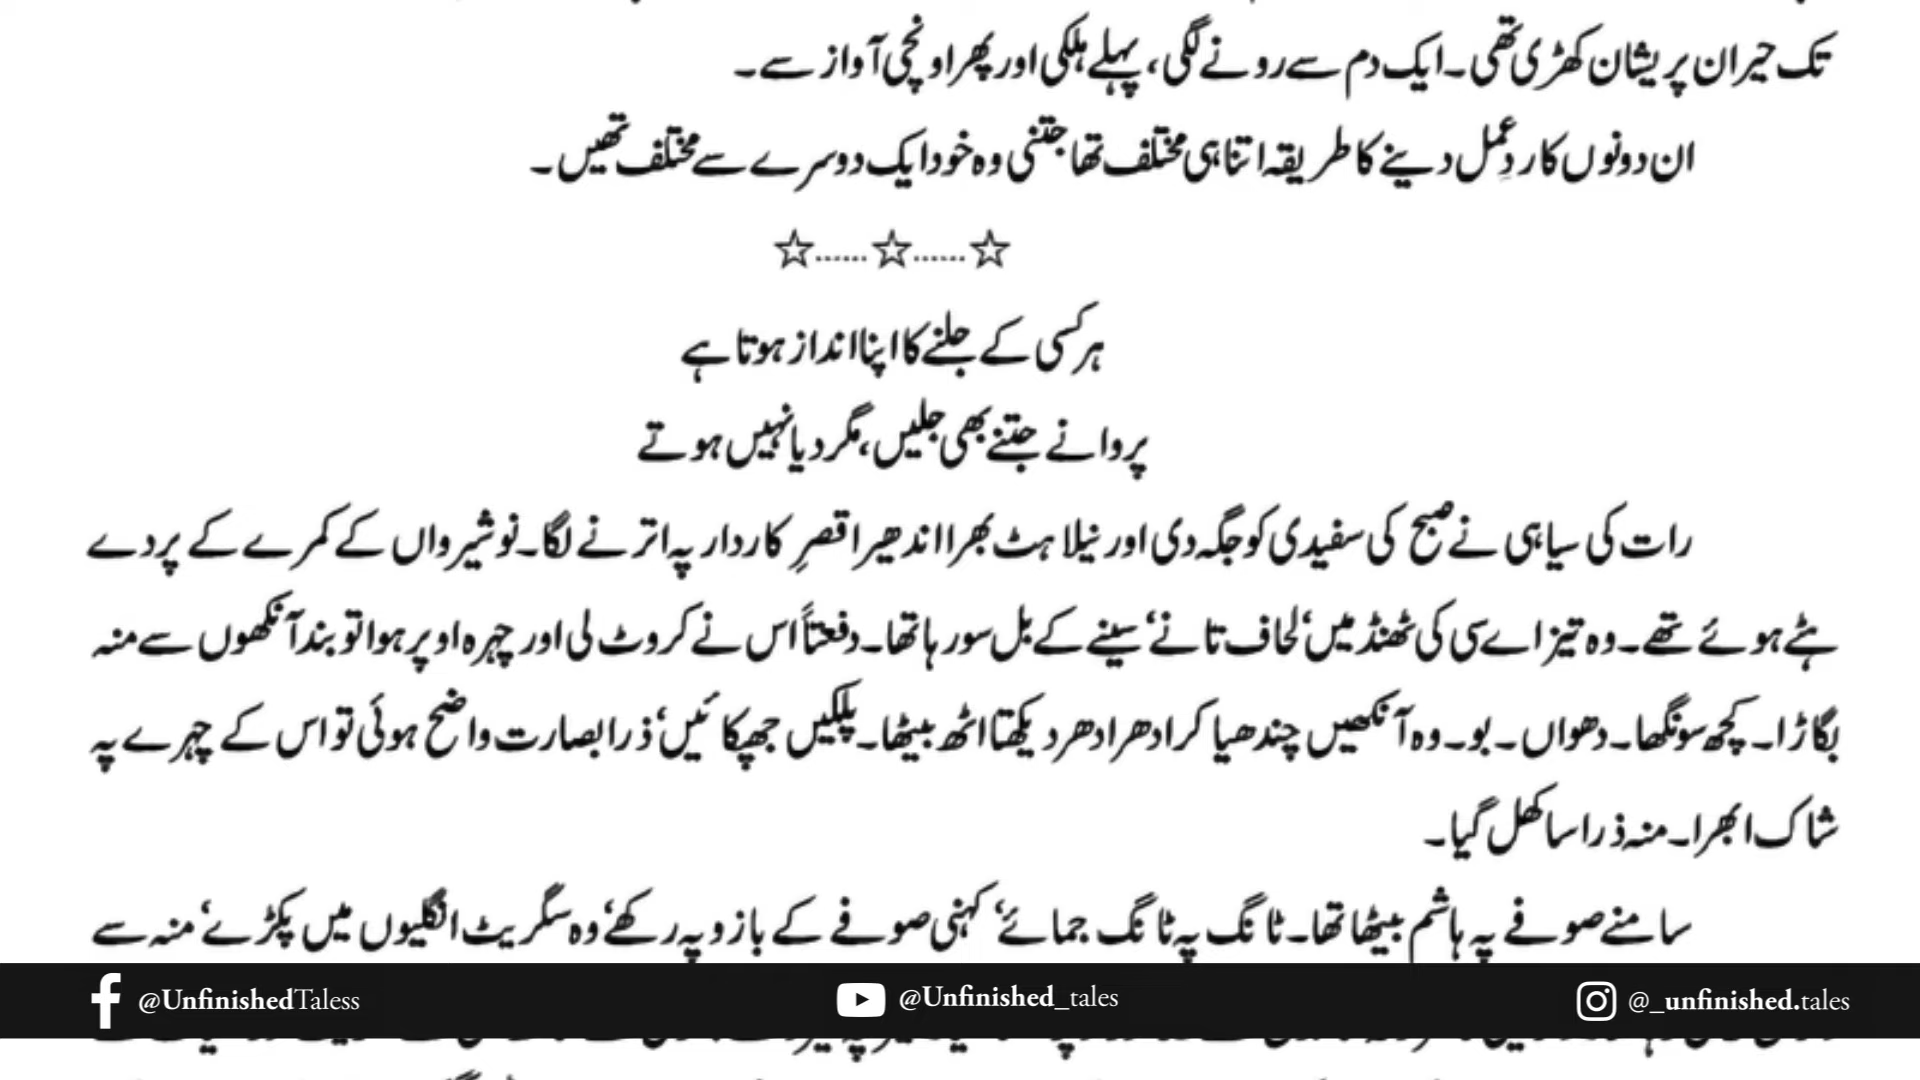 تک حیران پریشان کھڑی تھی۔ ایک دم سے رونے لگی، پہلے ہلکی اور پھر اونچی آواز سے۔
ان دونوں کا ردِعمل دینے کا طریقہ اتنا ہی مختلف تھا جتنی وہ خود ایک دوسرے سے مختلف تھیں۔
☆......☆......☆
ہر کسی کے جلنے کا اپنا انداز ہوتا ہے
پروانے جتنے بھی جلیں، مگر دیا نہیں ہوتے
رات کی سیاہی نے صبح کی سفیدی کو جگہ دی اور نیلاہٹ بھرا اندھیرا قصرِ کاردار پہ اترنے لگا۔ نوشیرواں کے کمرے کے پردے
ہٹے ہوئے تھے۔ وہ تیز اے سی کی ٹھنڈ میں‘ لحاف تانے‘ سینے کے بل سو رہا تھا۔ دفعتاً اس نے کروٹ لی اور چہرہ اوپر ہوا تو بند آنکھوں سے منہ
بگاڑا۔ کچھ سونگھا۔ دھواں۔ بو۔ وہ آنکھیں چندھیا کر ادھر ادھر دیکھتا اٹھ بیٹھا۔ پلکیں جھپکائیں‘ ذرا بصارت واضح ہوئی تو اس کے چہرے پہ
شاک ابھرا۔ منہ ذرا سا کھل گیا۔
سامنے صوفے پہ ہاشم بیٹھا تھا۔ ٹانگ پہ ٹانگ جمائے‘ کہنی صوفے کے بازو پہ رکھے‘ وہ سگریٹ انگلیوں میں پکڑے‘ منہ سے
@UnfinishedTaless
@Unfinished_tales
@_unfinished.tales